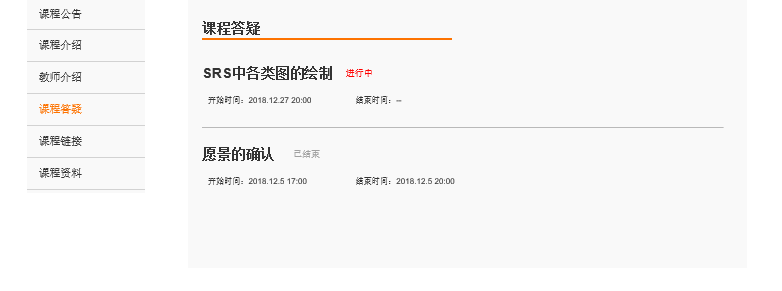 课程公告
课程介绍
教师介绍
课程答疑
课程链接
课程资料
课程答疑
SRS中各类图的绘制 进行中
开始时间：2018.12.27 20:00 结束时间：--
愿景的确认 已结束
开始时间：2018.12.5 17:00 结束时间：2018.12.5 20:00